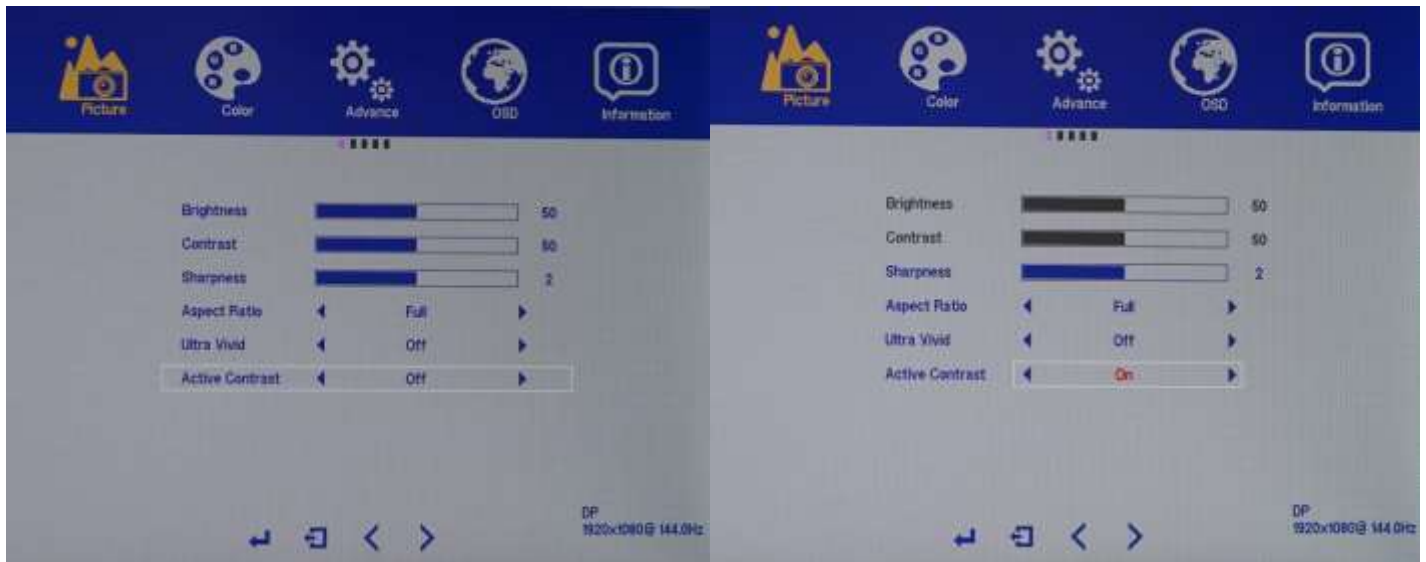 Picture Color Advance OSD Information
Brightness 50
Contrast 50
Sharpness 2
Aspect Ratio Full
Ultra Vivid Off
Active Contrast Off
DP
1920x1080@ 144.0Hz
Picture Color Advance OSD Information
Brightness 50
Contrast 50
Sharpness 2
Aspect Ratio Full
Ultra Vivid Off
Active Contrast On
DP
1920x1080@ 144.0Hz